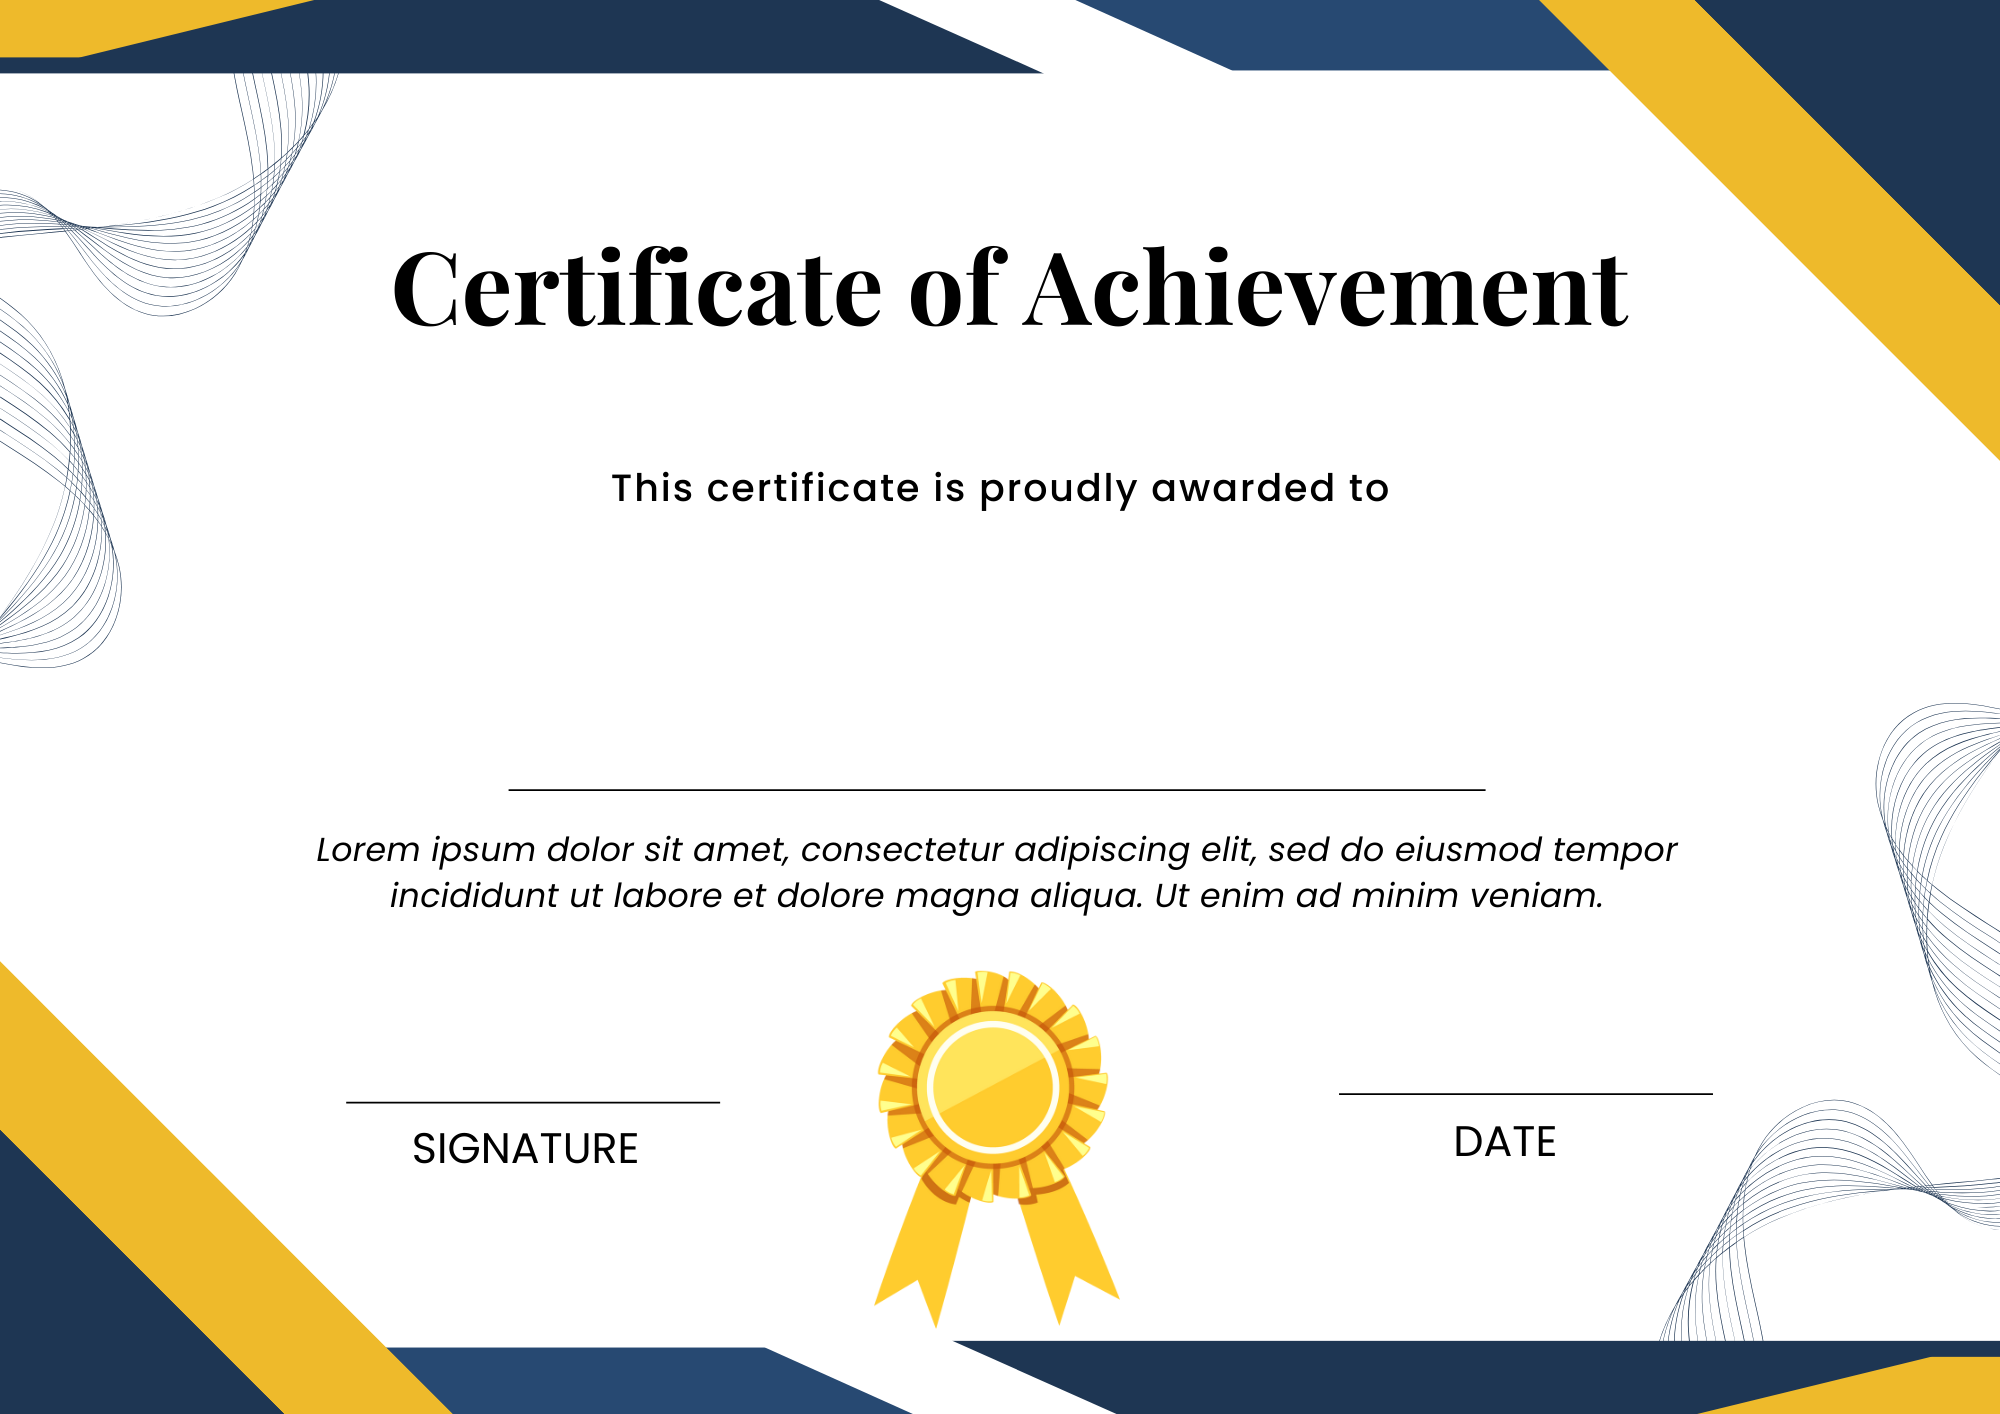 Certificate of Achievement
This certificate is proudly awarded to
Lorem ipsum dolor sit amet, consectetur adipiscing elit, sed do eiusmod tempor
incididunt ut labore et dolore magna aliqua. Ut enim ad minim veniam.
SIGNATURE
DATE